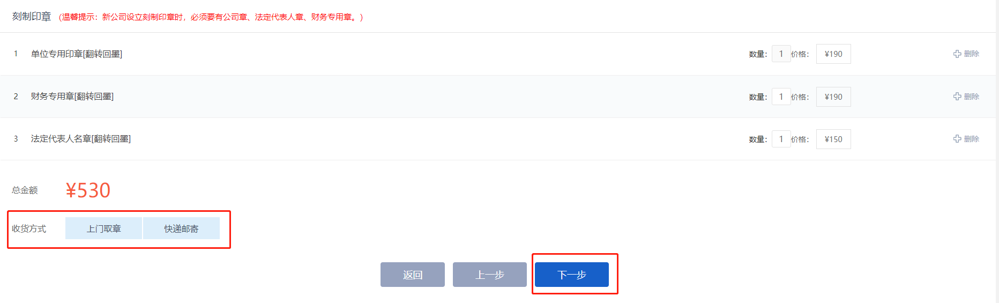 刻制印章 (温馨提示：新公司设立刻制印章时，必须要有公司章、法定代表人章、财务专用章。)
1 单位专用印章[翻转回墨] 数量： 1 价格： ¥190 删除
2 财务专用章[翻转回墨] 数量： 1 价格： ¥190 删除
3 法定代表人名章[翻转回墨] 数量： 1 价格： ¥150 删除
总金额 ¥530
收货方式 上门取章 快递邮寄
返回 上一步 下一步